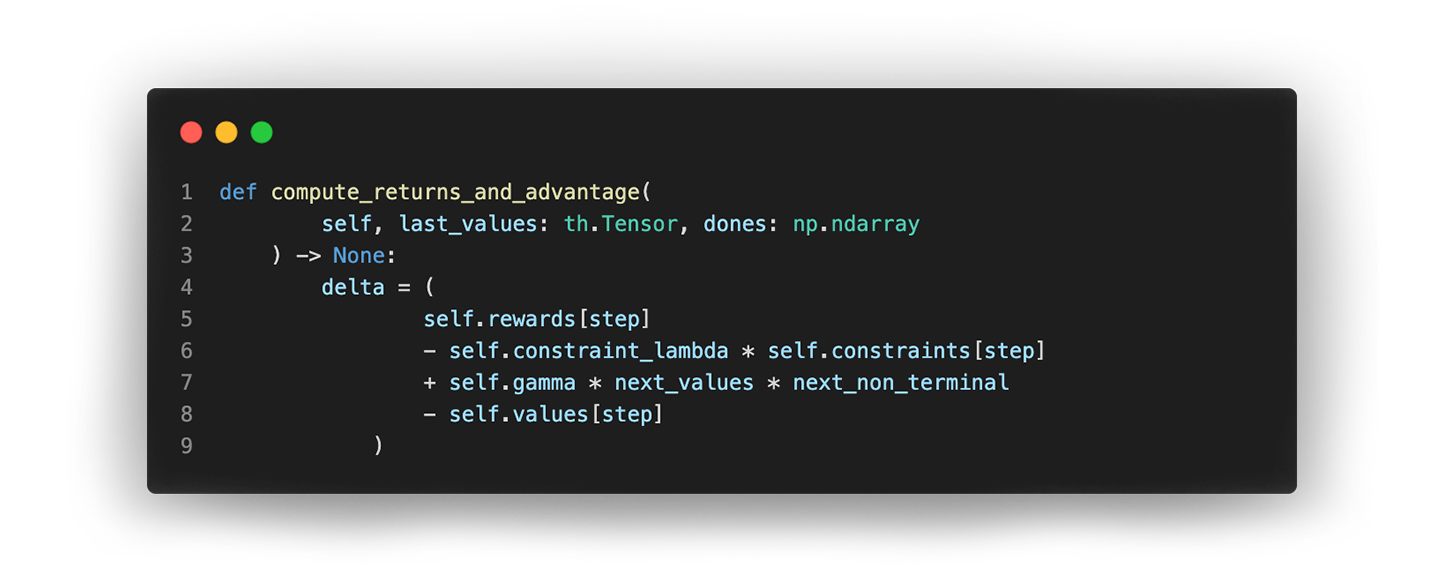 1 def compute_returns_and_advantage(
2 self, last_values: th.Tensor, dones: np.ndarray
3 ) -> None:
4 delta = (
5 self.rewards[step]
6 - self.constraint_lambda * self.constraints[step]
7 + self.gamma * next_values * next_non_terminal
8 - self.values[step]
9 )